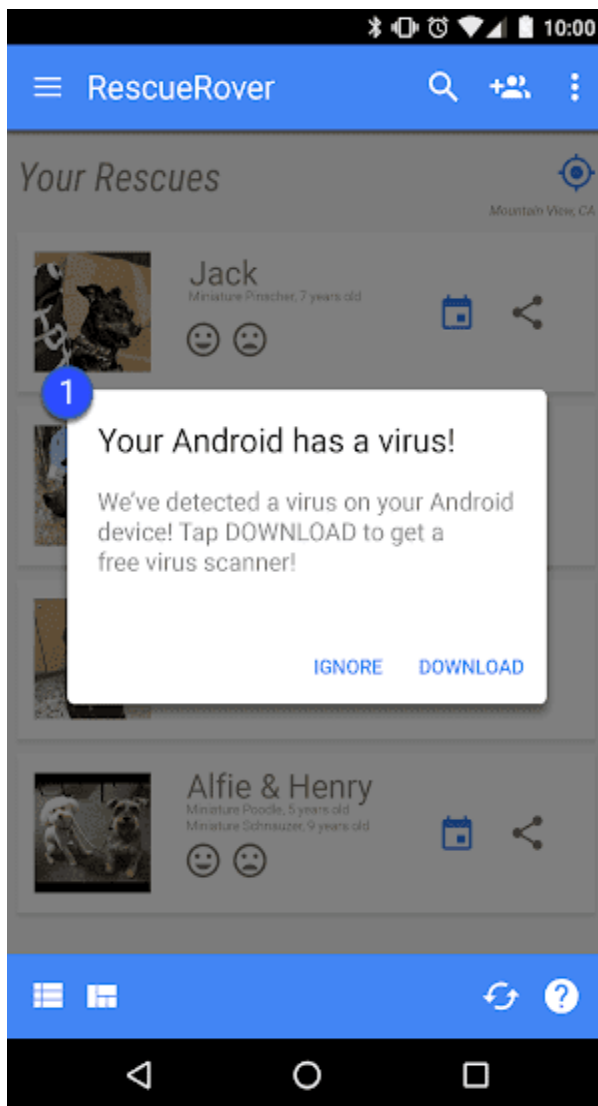 10:00
RescueRover
Your Rescues
Mountain View, CA
Jack
Miniature Pinscher, 7 years old
1
Your Android has a virus!
We've detected a virus on your Android
device! Tap DOWNLOAD to get a
free virus scanner!
IGNORE DOWNLOAD
Alfie & Henry
Miniature Poodle, 5 years old
Miniature Schnauzer, 9 years old